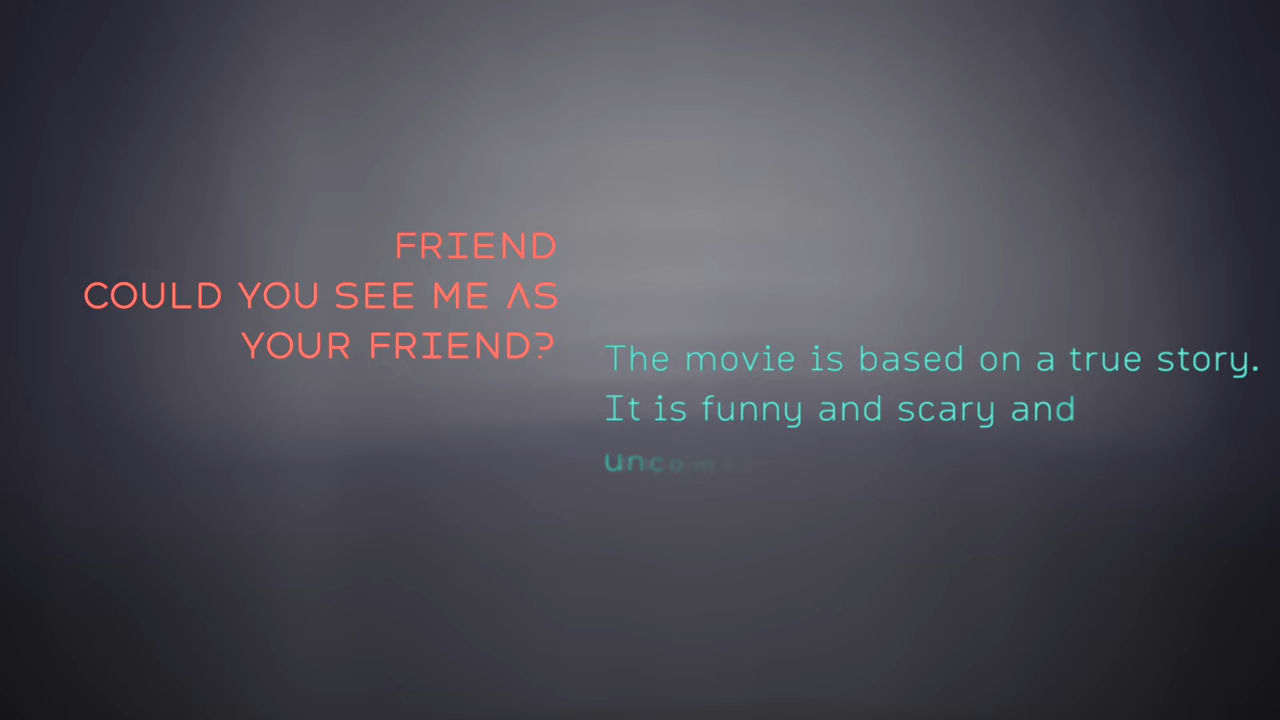 FRIEND
COULD YOU SEE ME AS
YOUR FRIEND?
The movie is based on a true story.
It is funny and scary and